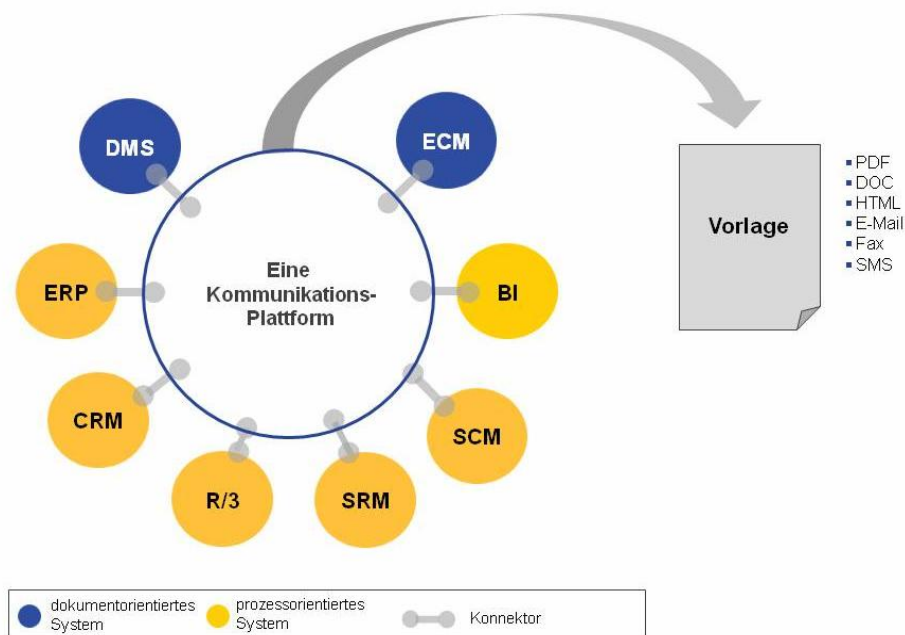 DMS
ECM
ERP
Eine
Kommunikations-
Plattform
BI
CRM
SCM
R/3
SRM
Vorlage
PDF
DOC
HTML
E-Mail
Fax
SMS
dokumentorientiertes
System
prozessorientiertes
System
Konnektor